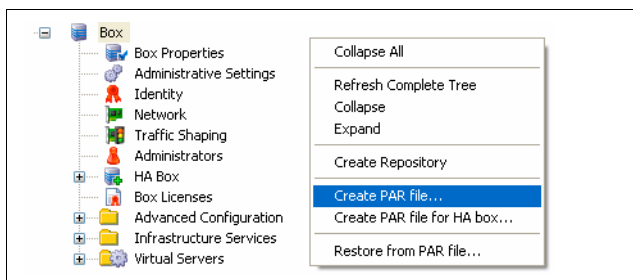 Box
Box Properties
Administrative Settings
Identity
Network
Traffic Shaping
Administrators
HA Box
Box Licenses
Advanced Configuration
Infrastructure Services
Virtual Servers
Collapse All
Refresh Complete Tree
Collapse
Expand
Create Repository
Create PAR file...
Create PAR file for HA box...
Restore from PAR file...